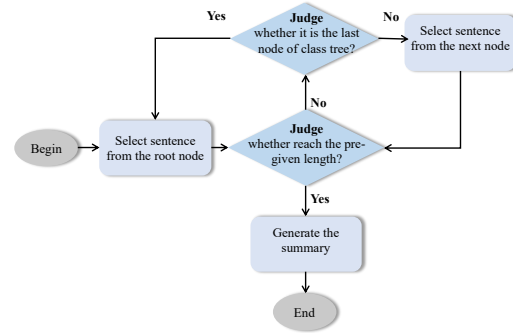 Yes
Judge
whether it is the last
node of class tree?
No
Select sentence
from the next node
No
Begin
Select sentence
from the root node
Judge
whether reach the pre-
given length?
Yes
Generate the
summary
End